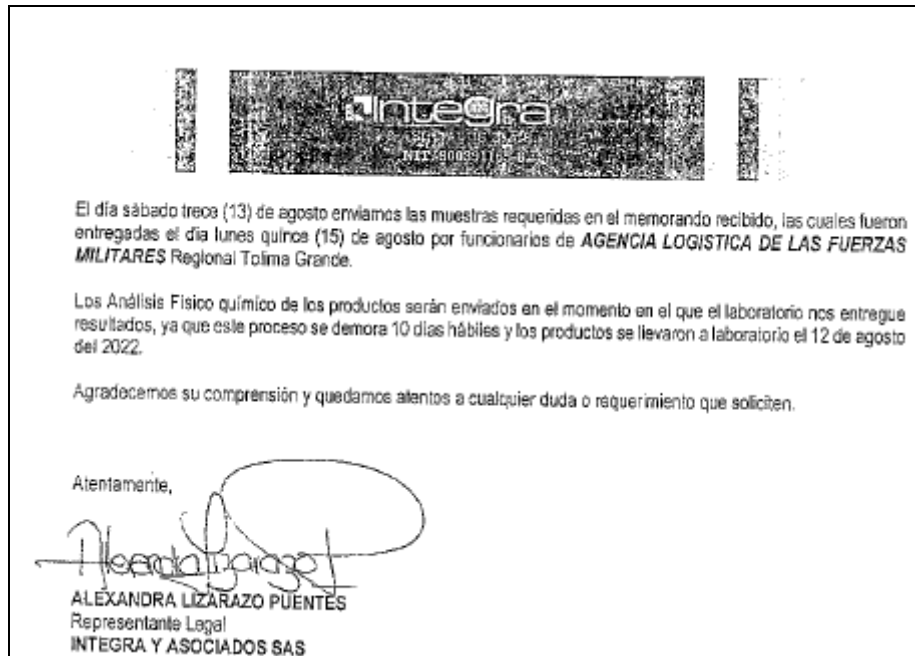 Integra
El día sábado trece (13) de agosto enviamos las muestras requeridas en el memorando recibido, las cuales fueron
entregadas el día lunes quince (15) de agosto por funcionarios de AGENCIA LOGISTICA DE LAS FUERZAS
MILITARES Regional Tolima Grande.
Los Análisis Físico químico de los productos serán enviados en el momento en el que el laboratorio nos entregue
resultados, ya que este proceso se demora 10 días hábiles y los productos se llevaron a laboratorio el 12 de agosto
del 2022.
Agradecemos su comprensión y quedamos atentos a cualquier duda o requerimiento que soliciten.
Atentamente,
ALEXANDRA LIZARAZO PUENTES
Representante Legal
INTEGRA Y ASOCIADOS SAS